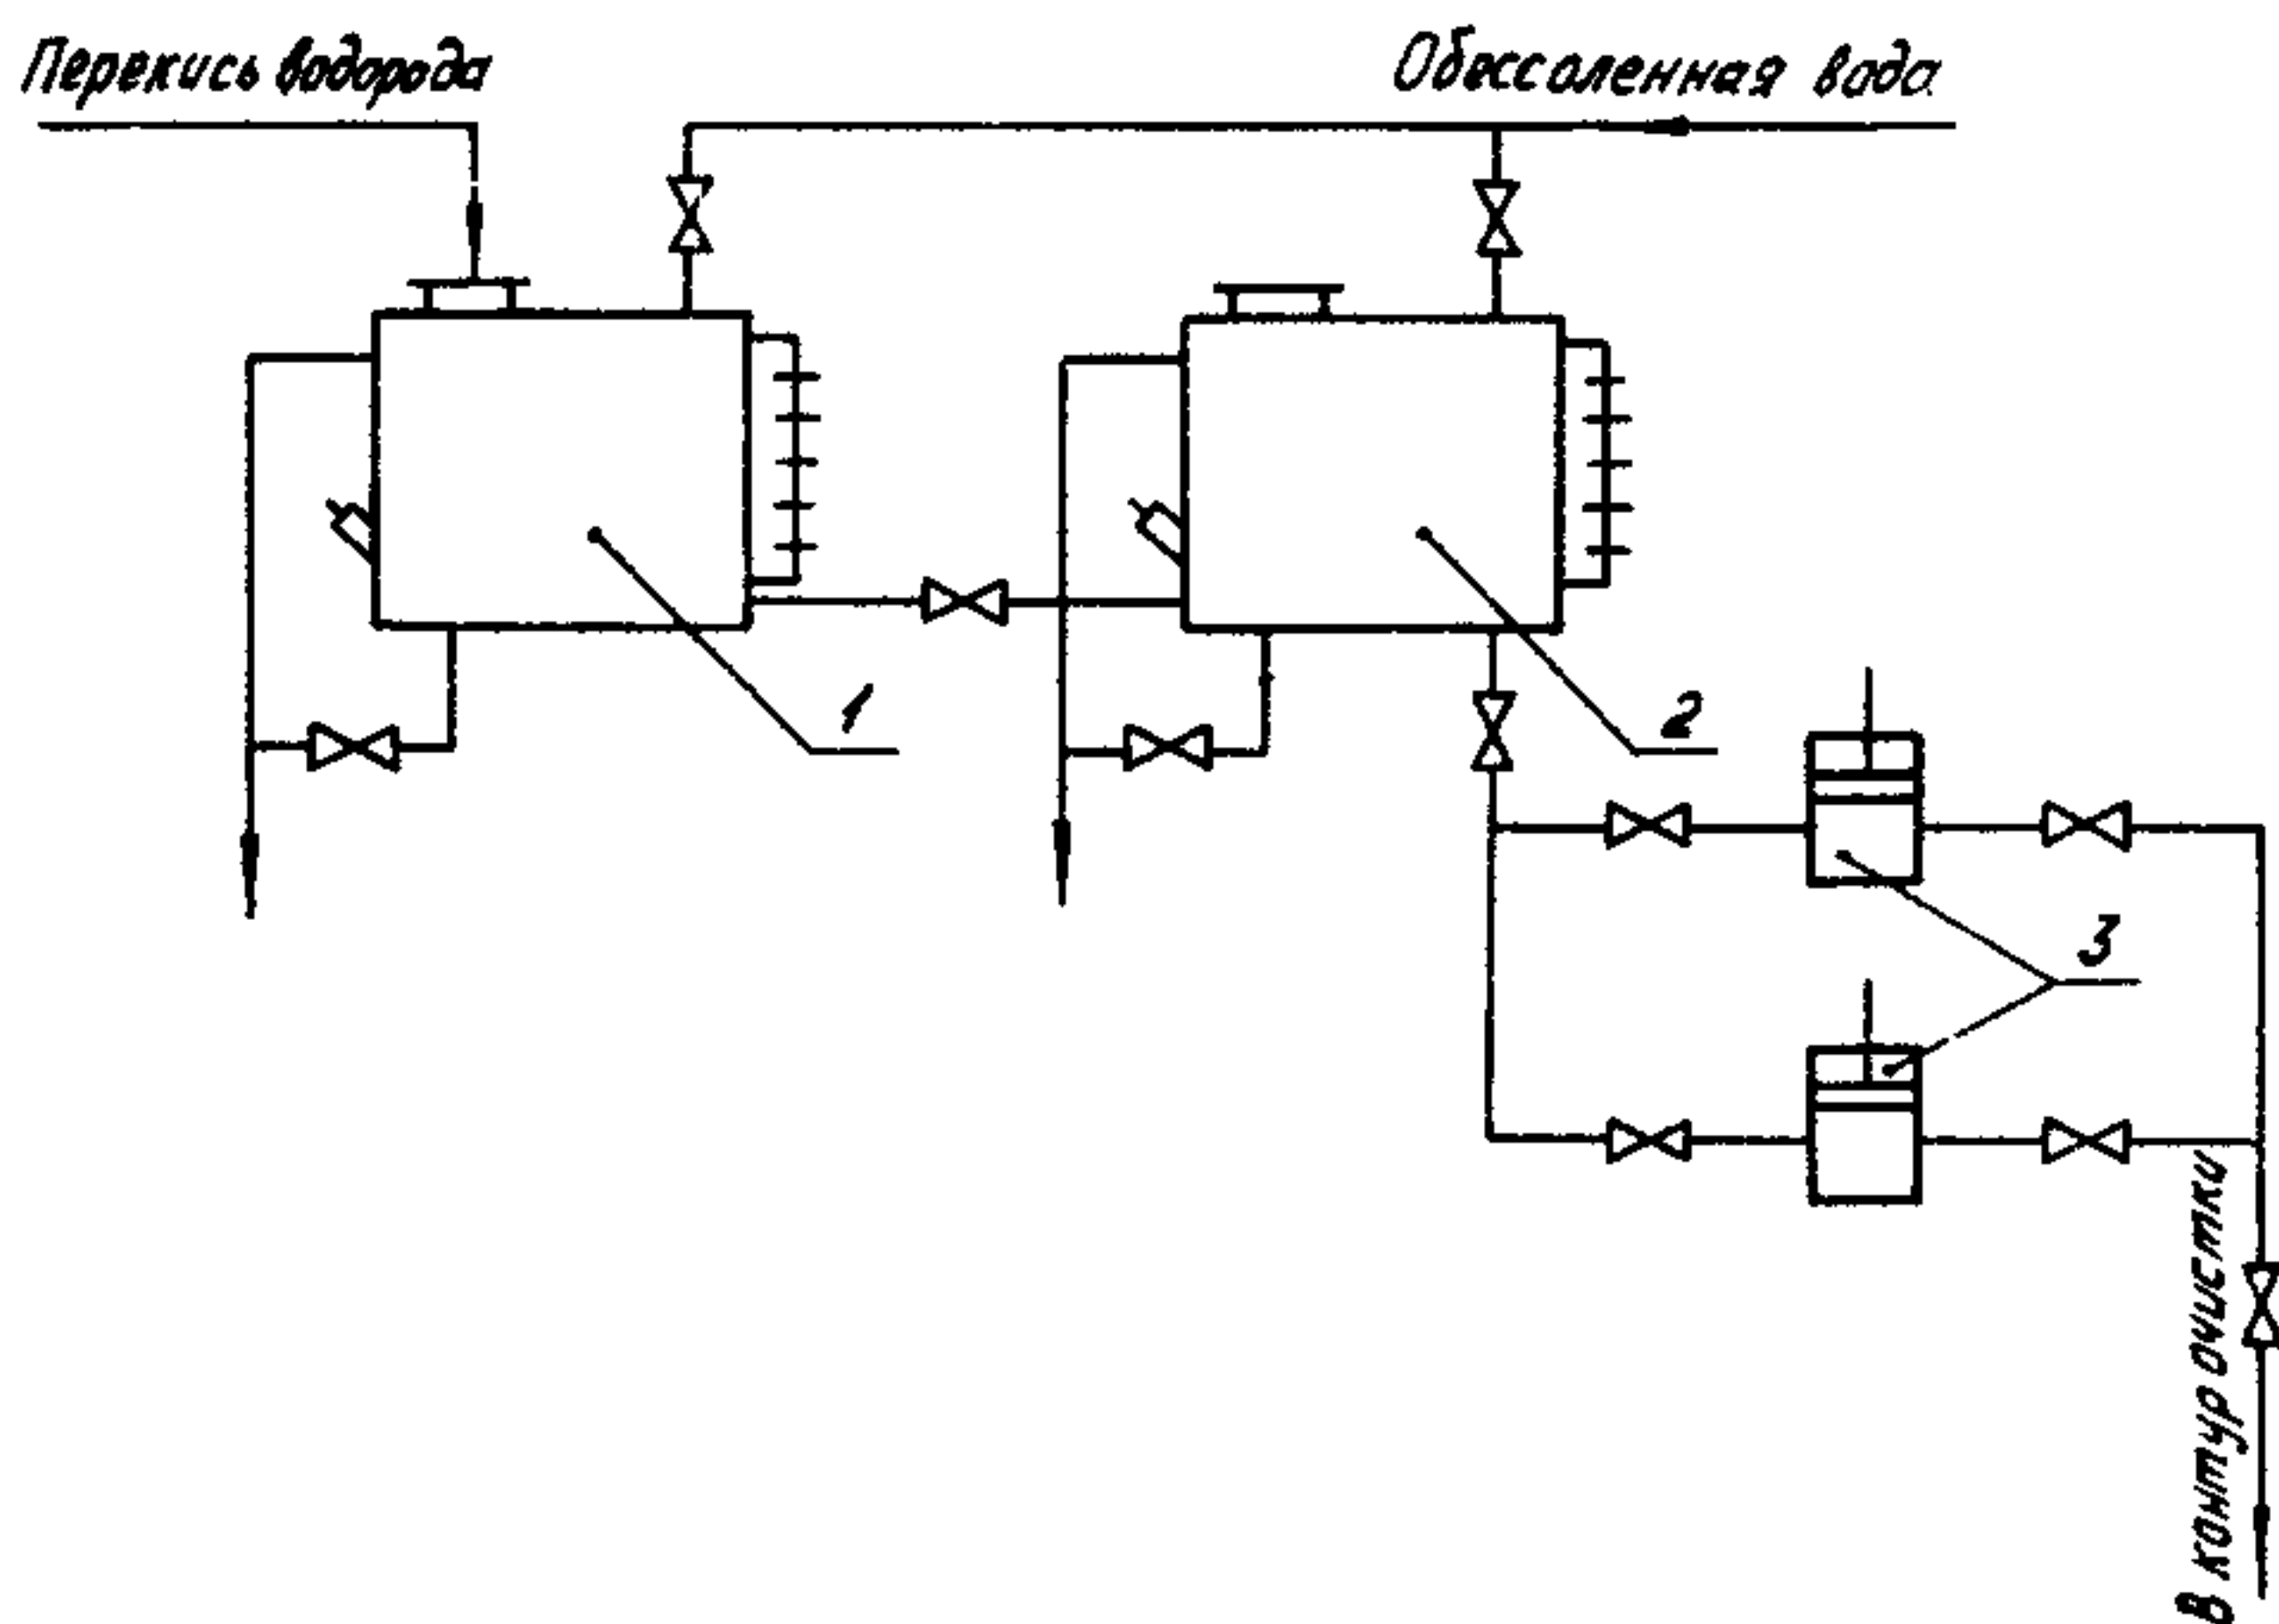 Перекись водорода
Обессоленная вода
1
2
3
В контур очистки